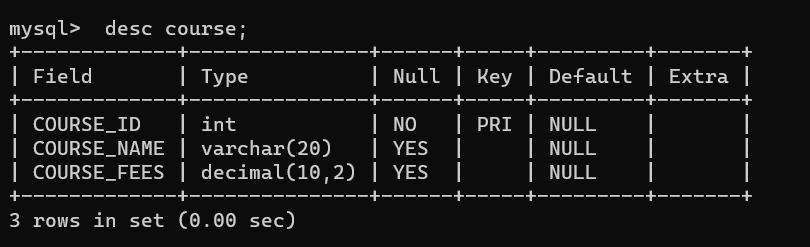 mysql>  desc course;
+--------------+---------------+------+-----+---------+-------+
| Field        | Type          | Null | Key | Default | Extra |
+--------------+---------------+------+-----+---------+-------+
| COURSE_ID    | int           | NO   | PRI | NULL    |       |
| COURSE_NAME  | varchar(20)   | YES  |     | NULL    |       |
| COURSE_FEES  | decimal(10,2) | YES  |     | NULL    |       |
+--------------+---------------+------+-----+---------+-------+
3 rows in set (0.00 sec)